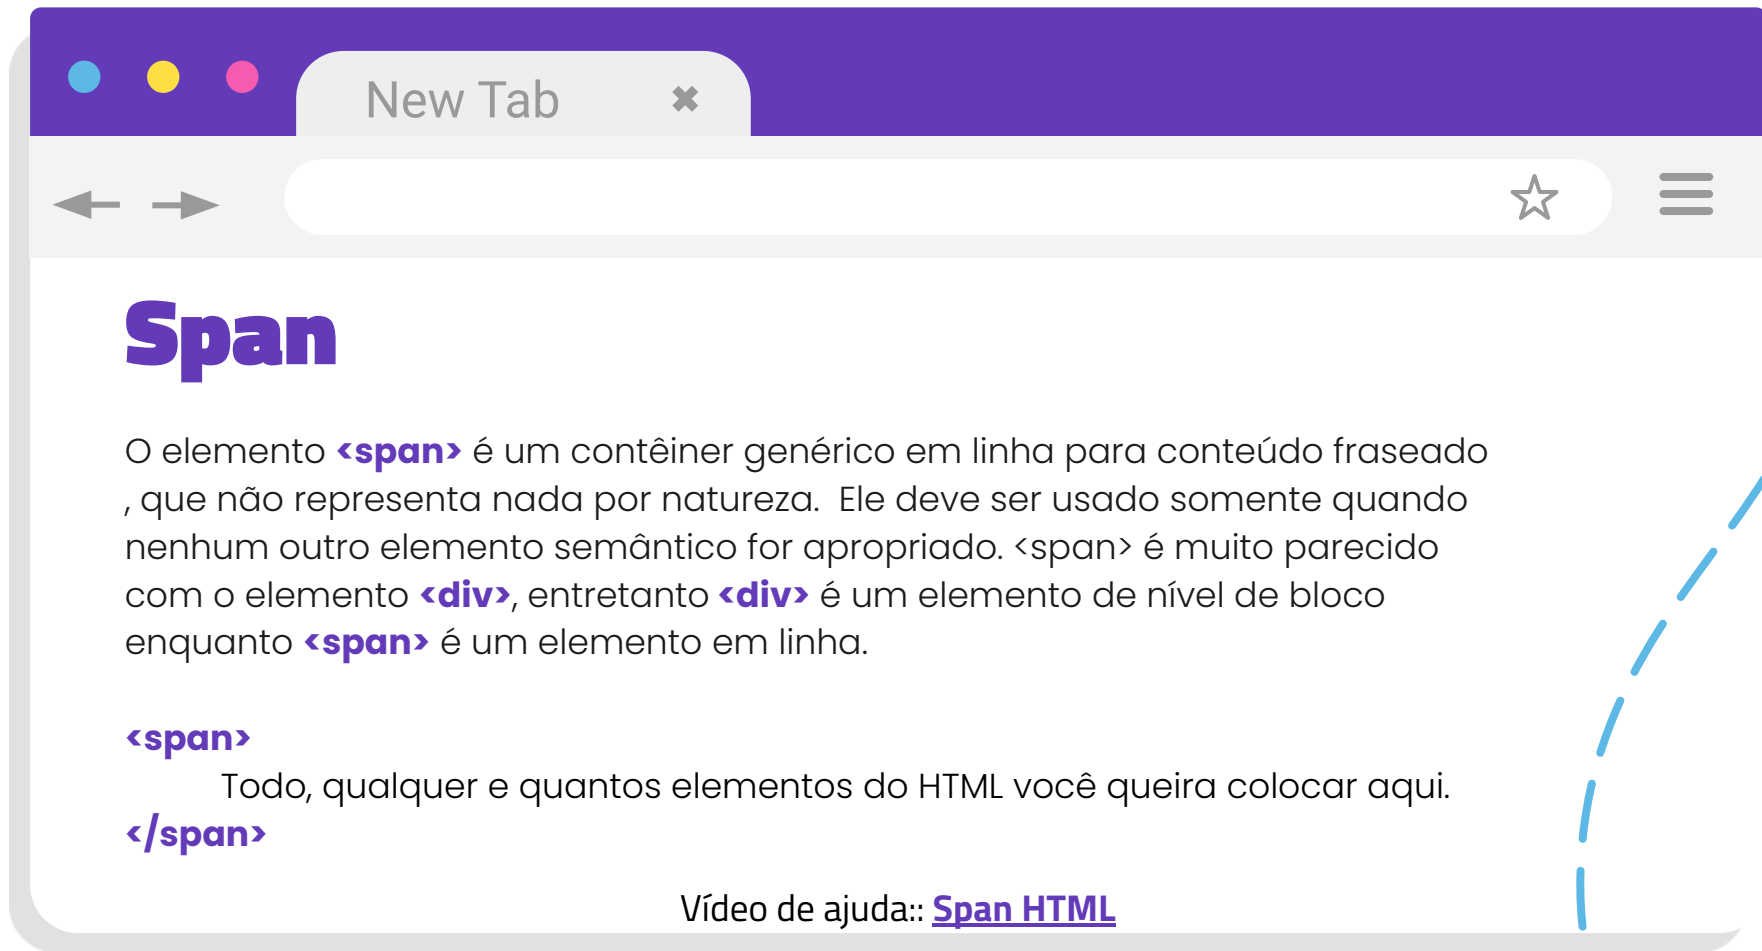 New Tab
Span
O elemento <span> é um contêiner genérico em linha para conteúdo fraseado
, que não representa nada por natureza.  Ele deve ser usado somente quando
nenhum outro elemento semântico for apropriado. <span> é muito parecido
com o elemento <div>, entretanto <div> é um elemento de nível de bloco
enquanto <span> é um elemento em linha.
<span>
Todo, qualquer e quantos elementos do HTML você queira colocar aqui.
</span>
Vídeo de ajuda:: Span HTML